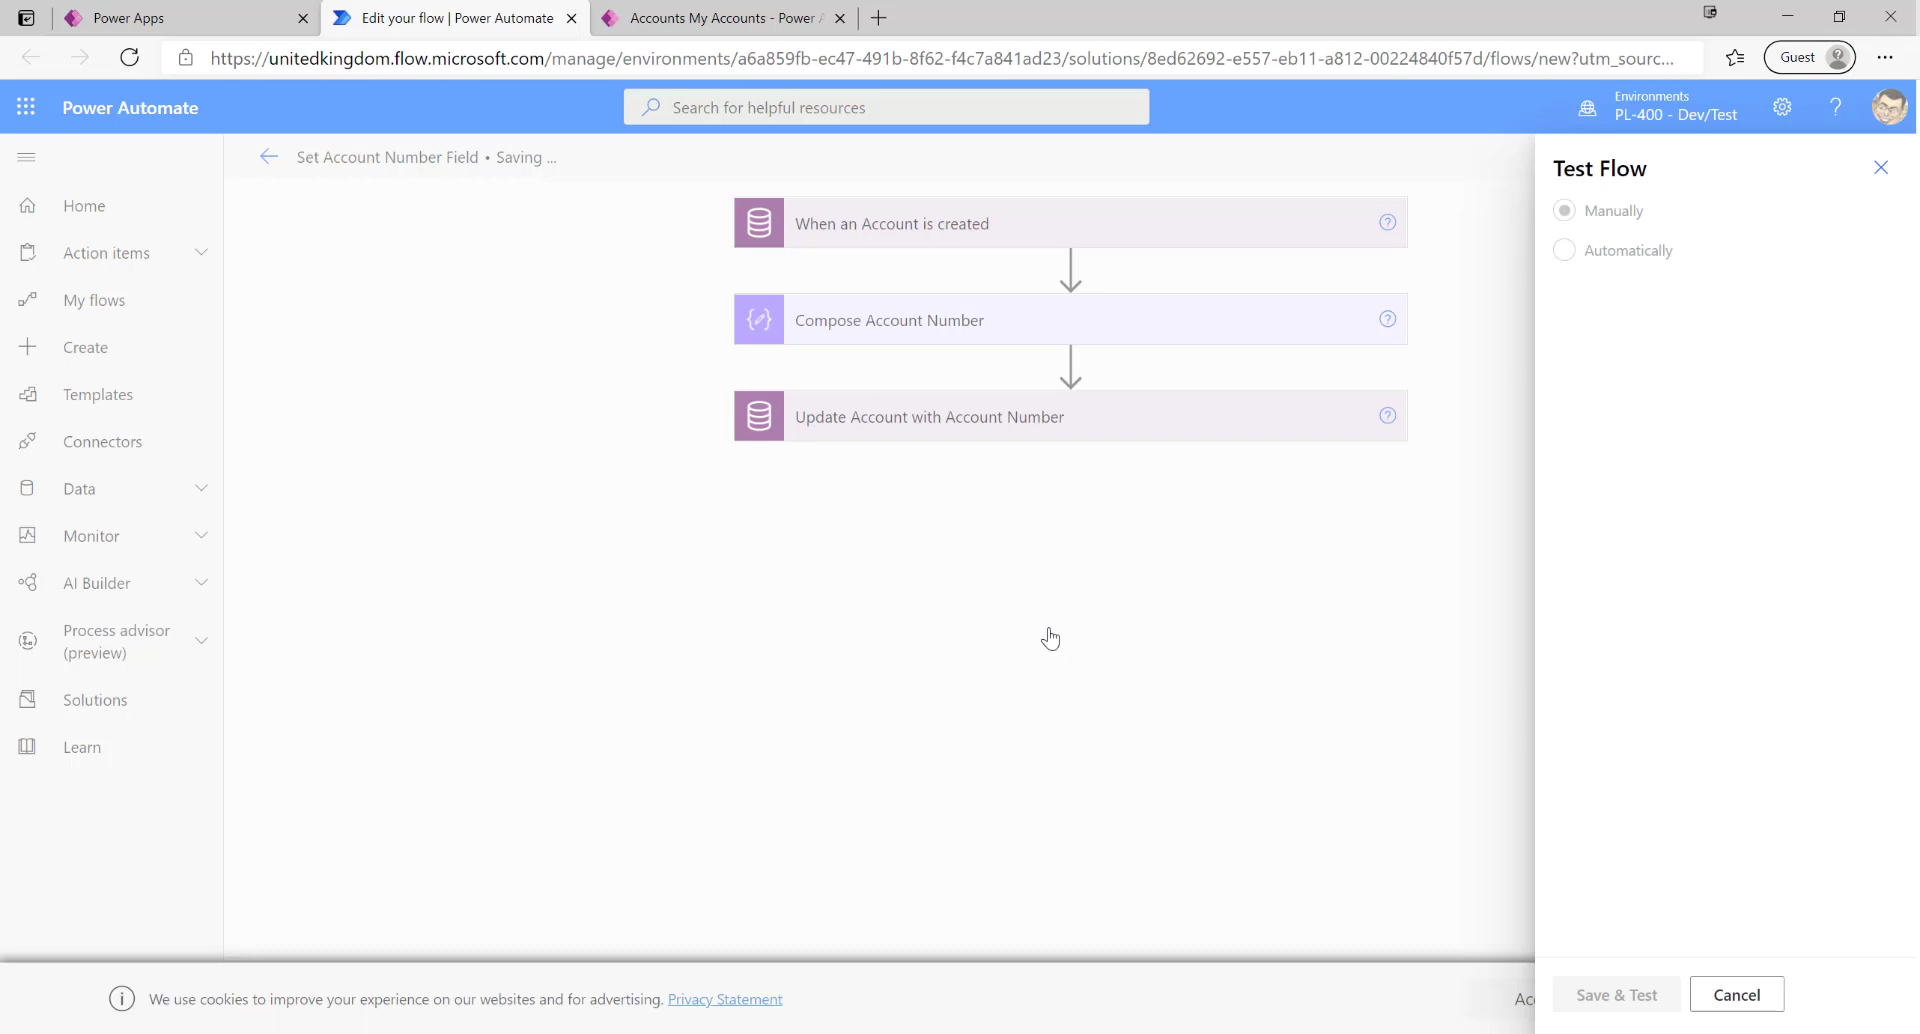 Power Apps
Edit your flow | Power Automate
Accounts My Accounts - Power A
https://unitedkingdom.flow.microsoft.com/manage/environments/a6a859fb-ec47-491b-8f62-f4c7a841ad23/solutions/8ed62692-e557-eb11-a812-00224840f57d/flows/new?utm_sourc...
Guest
Power Automate
Search for helpful resources
Environments
PL-400 - Dev/Test
Set Account Number Field • Saving ...
Home
Action items
My flows
Create
Templates
Connectors
Data
Monitor
AI Builder
Process advisor
(preview)
Solutions
Learn
When an Account is created
Compose Account Number
Update Account with Account Number
Test Flow
Manually
Automatically
We use cookies to improve your experience on our websites and for advertising. Privacy Statement
Ac
Save & Test
Cancel